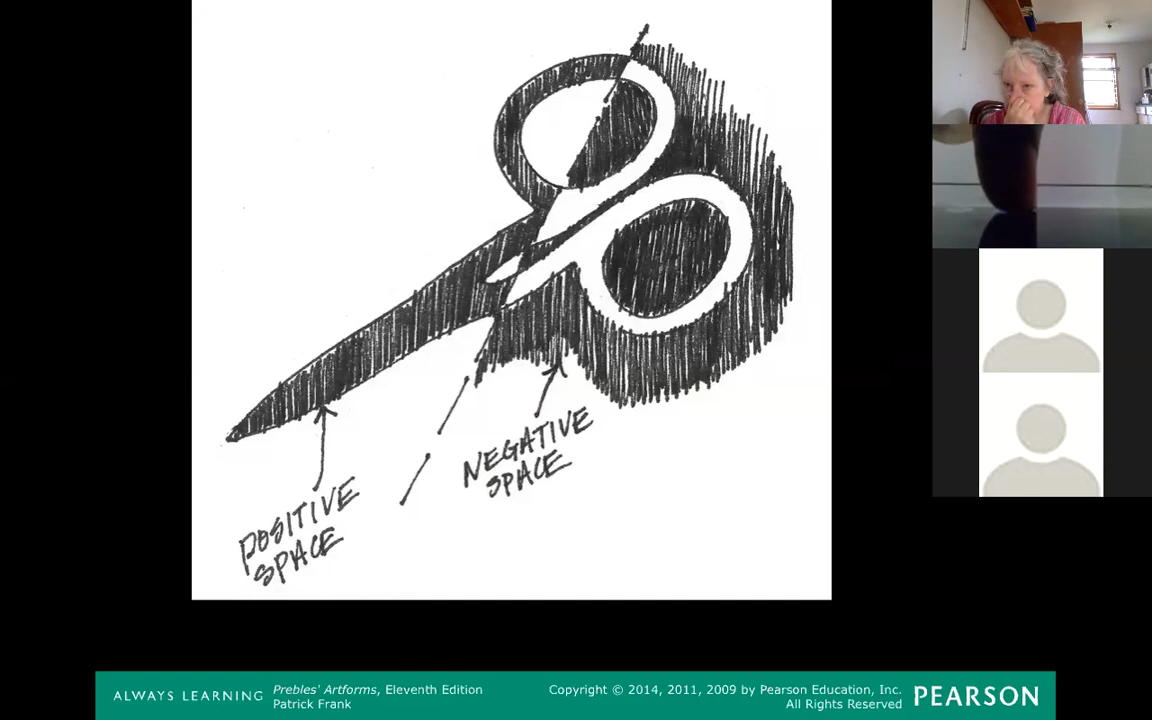 POSITIVE
SPACE
NEGATIVE
SPACE
ALWAYS LEARNING
Prebles' Artforms, Eleventh Edition
Patrick Frank
Copyright © 2014, 2011, 2009 by Pearson Education, Inc.
All Rights Reserved
PEARSON